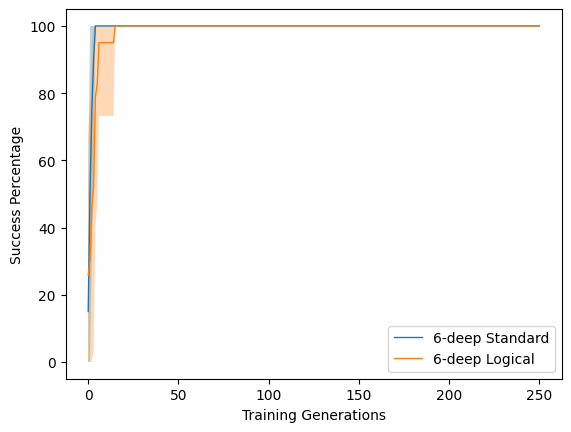 100
80
60
40
20
0
Success Percentage
0 50 100 150 200 250
Training Generations
6-deep Standard
6-deep Logical